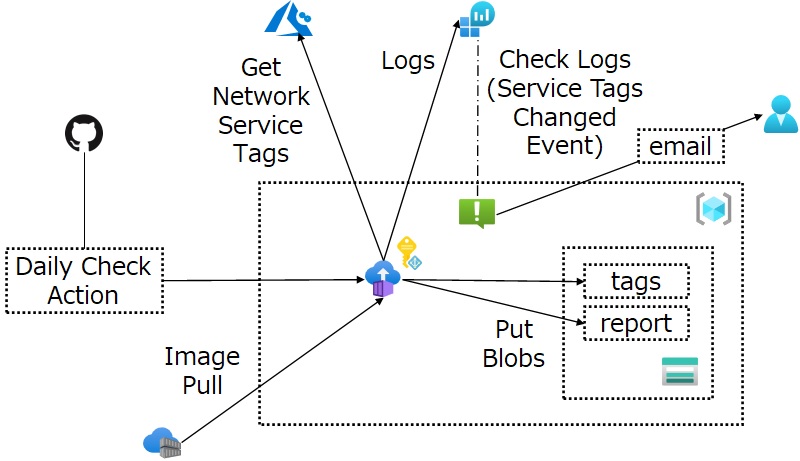 Get
Network
Service
Tags
Logs
Check Logs
(Service Tags
Changed
Event)
email
Daily Check
Action
tags
report
Put
Blobs
Image
Pull